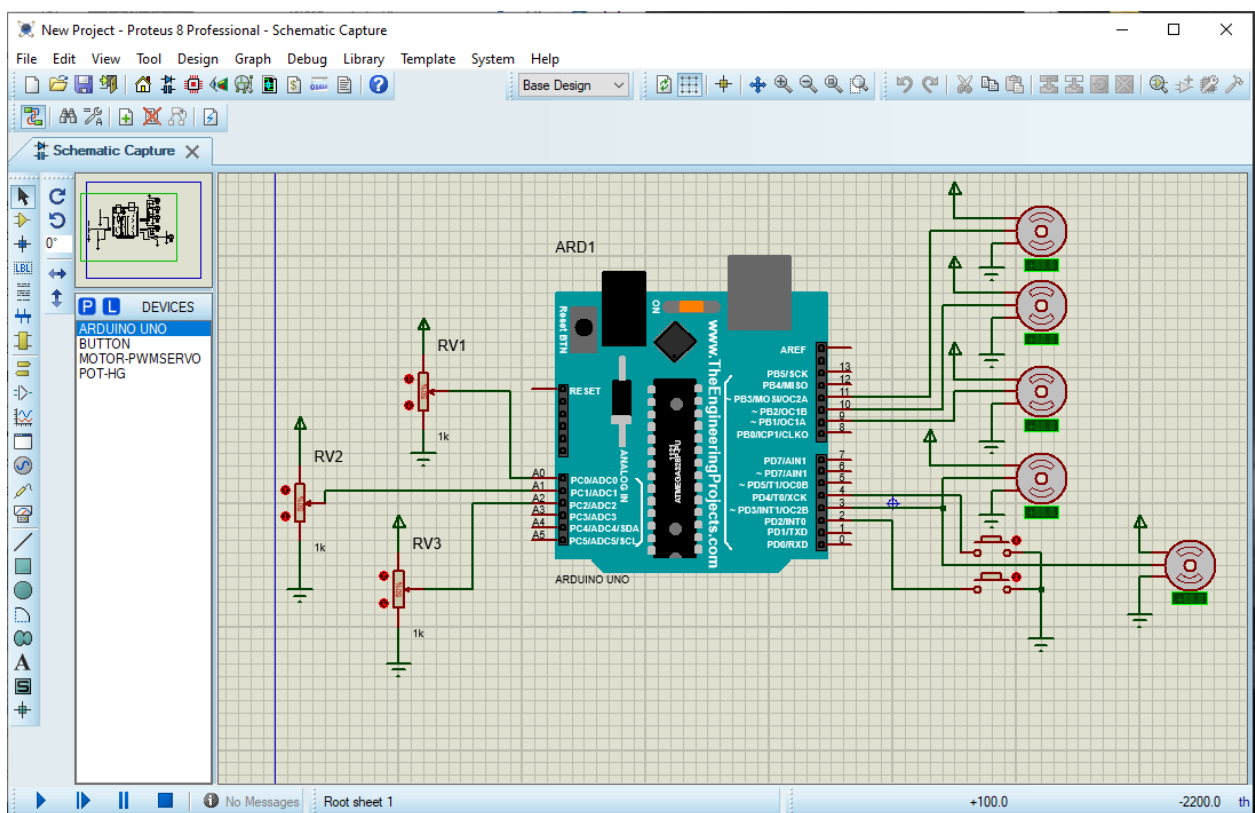 New Project - Proteus 8 Professional - Schematic Capture
File Edit View Tool Design Graph Debug Library Template System Help
Base Design
Schematic Capture
0°
LBL
P L DEVICES
ARDUINO UNO
BUTTON
MOTOR-PWMSERVO
POT-HG
ARD1
Reset BTN
ON
www.TheEngineeringProjects.com
RESET
ANALOG IN
AREF
PB5/SCK 13
PB4/MISO 12
~ PB3/MOSI/OC2A 11
~ PB2/OC1B 10
~ PB1/OC1A 9
PB0/ICP1/CLKO 8
PD7/AIN1 7
~ PD7/AIN1 6
~ PD5/T1/OC0B 5
PD4/T0/XCK 4
~ PD3/INT1/OC2B 3
PD2/INT0 2
PD1/TXD 1
PD0/RXD 0
A0 PC0/ADC0
A1 PC1/ADC1
A2 PC2/ADC2
A3 PC3/ADC3
A4 PC4/ADC4/SDA
A5 PC5/ADC5/SCL
ARDUINO UNO
RV1
50%
1k
RV2
50%
1k
RV3
50%
1k
No Messages
Root sheet 1
+100.0
-2200.0 th